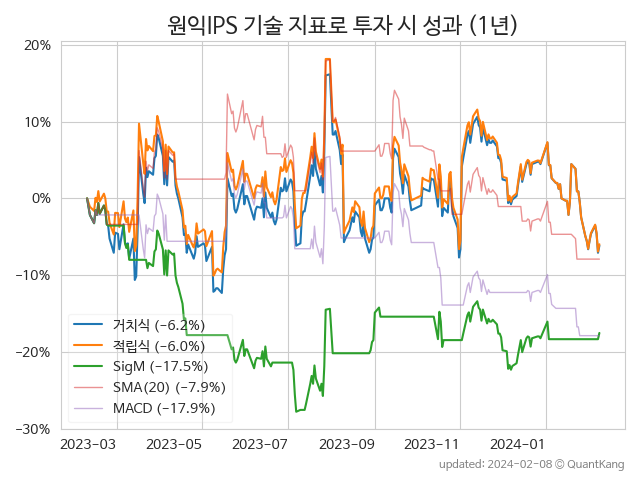 원익IPS 기술 지표로 투자 시 성과 (1년)
20%
10%
0%
−10%
−20%
−30%
거치식 (−6.2%)
적립식 (−6.0%)
SigM (−17.5%)
SMA(20) (−7.9%)
MACD (−17.9%)
2023−03 2023−05 2023−07 2023−09 2023−11 2024−01
updated: 2024-02-08 © QuantKang